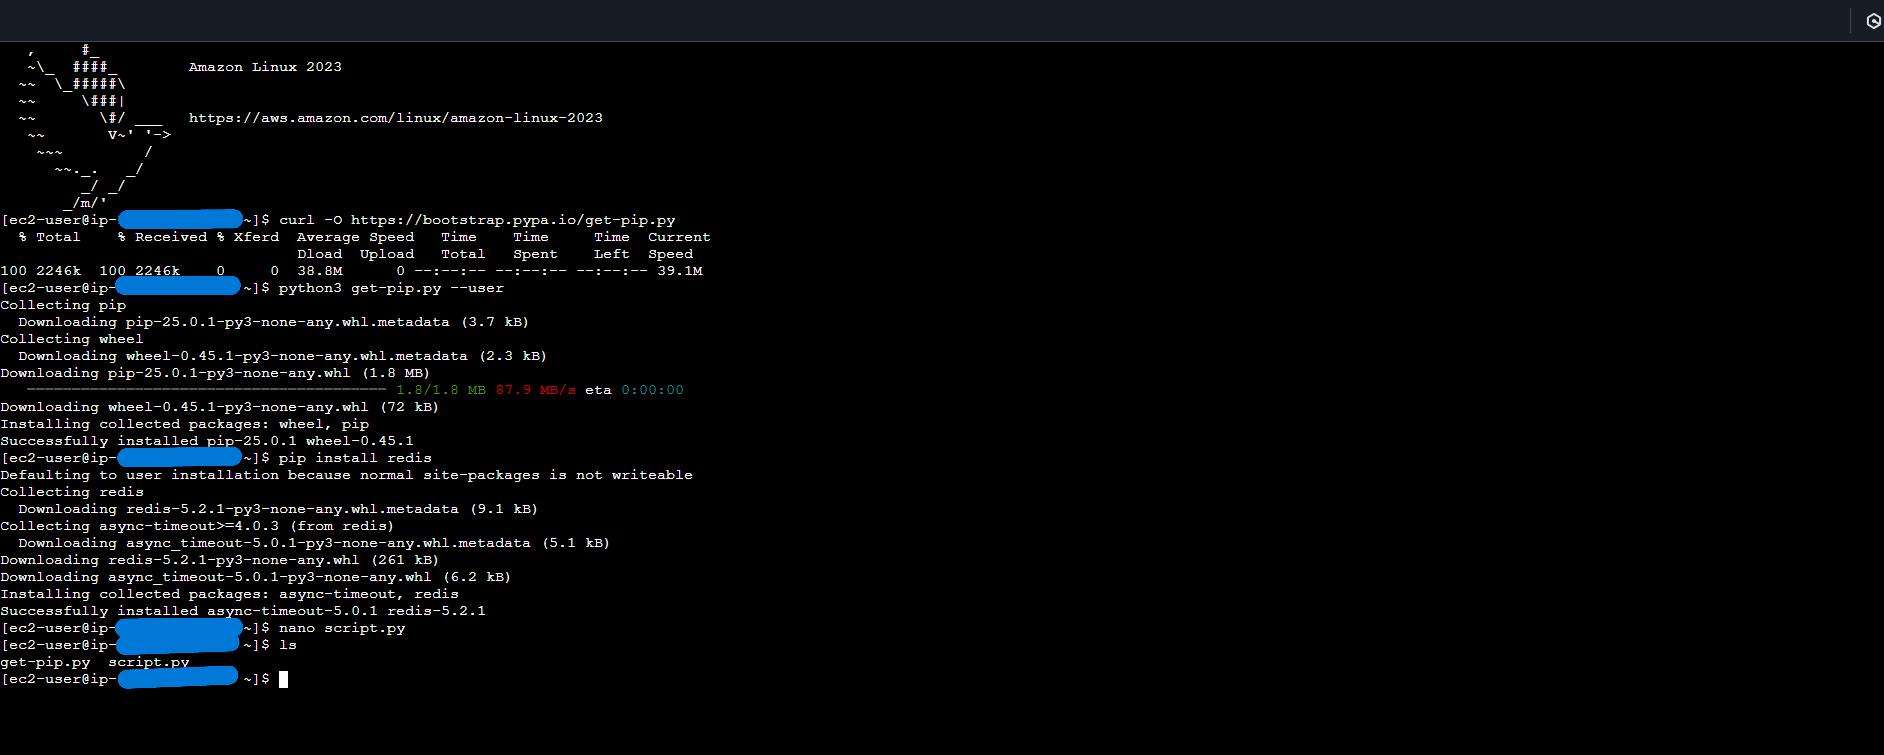 ,     #_
   ~\_  ####_        Amazon Linux 2023
  ~~  \_#####\
  ~~     \###|
  ~~       \#/ ___   https://aws.amazon.com/linux/amazon-linux-2023
   ~~       V~' '->
    ~~~         /
      ~~._.   _/
         _/ _/
       _/m/'
[ec2-user@ip- ~]$ curl -O https://bootstrap.pypa.io/get-pip.py
  % Total    % Received % Xferd  Average Speed   Time    Time     Time  Current
                                 Dload  Upload   Total   Spent    Left  Speed
100 2246k  100 2246k    0     0  38.8M      0 --:--:-- --:--:-- --:--:-- 39.1M
[ec2-user@ip- ~]$ python3 get-pip.py --user
Collecting pip
  Downloading pip-25.0.1-py3-none-any.whl.metadata (3.7 kB)
Collecting wheel
  Downloading wheel-0.45.1-py3-none-any.whl.metadata (2.3 kB)
Downloading pip-25.0.1-py3-none-any.whl (1.8 MB)
   ━━━━━━━━━━━━━━━━━━━━━━━━━━━━━━━━━━━━━━━━ 1.8/1.8 MB 87.9 MB/s eta 0:00:00
Downloading wheel-0.45.1-py3-none-any.whl (72 kB)
Installing collected packages: wheel, pip
Successfully installed pip-25.0.1 wheel-0.45.1
[ec2-user@ip- ~]$ pip install redis
Defaulting to user installation because normal site-packages is not writeable
Collecting redis
  Downloading redis-5.2.1-py3-none-any.whl.metadata (9.1 kB)
Collecting async-timeout>=4.0.3 (from redis)
  Downloading async_timeout-5.0.1-py3-none-any.whl.metadata (5.1 kB)
Downloading redis-5.2.1-py3-none-any.whl (261 kB)
Downloading async_timeout-5.0.1-py3-none-any.whl (6.2 kB)
Installing collected packages: async-timeout, redis
Successfully installed async-timeout-5.0.1 redis-5.2.1
[ec2-user@ip- ~]$ nano script.py
[ec2-user@ip- ~]$ ls
get-pip.py  script.py
[ec2-user@ip- ~]$